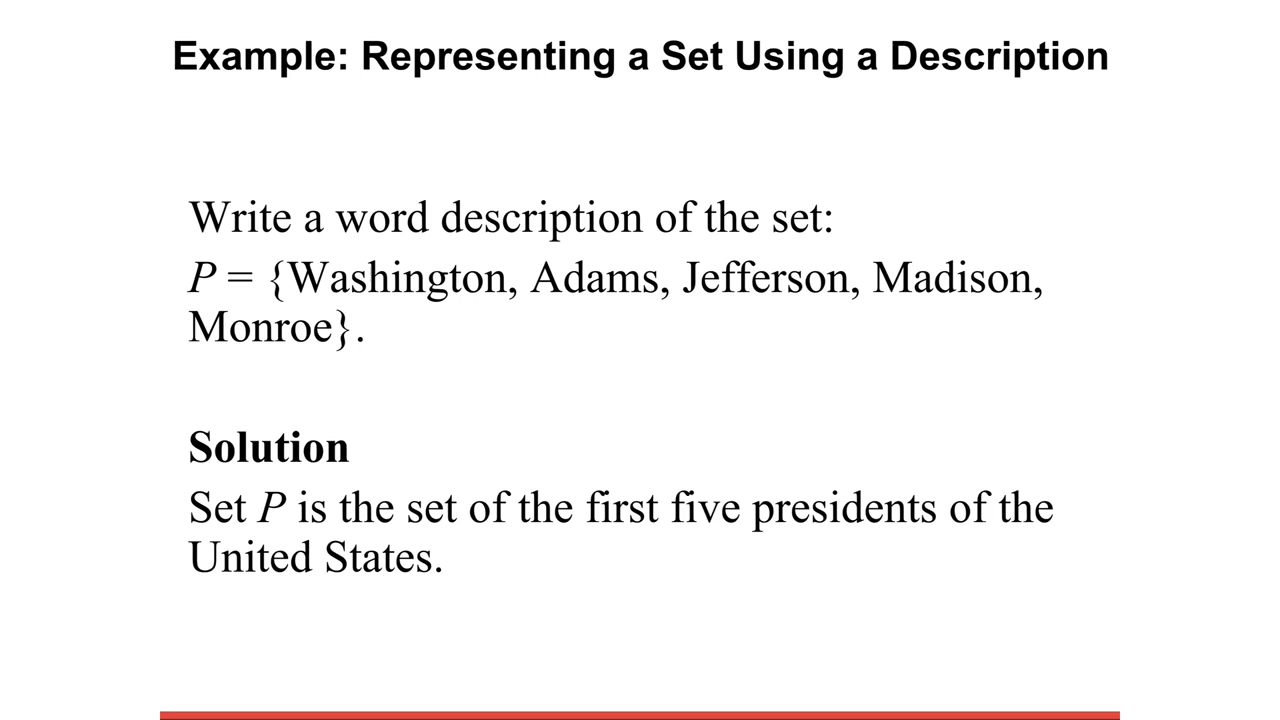 Example: Representing a Set Using a Description
Write a word description of the set:
P = {Washington, Adams, Jefferson, Madison,
Monroe}.
Solution
Set P is the set of the first five presidents of the
United States.